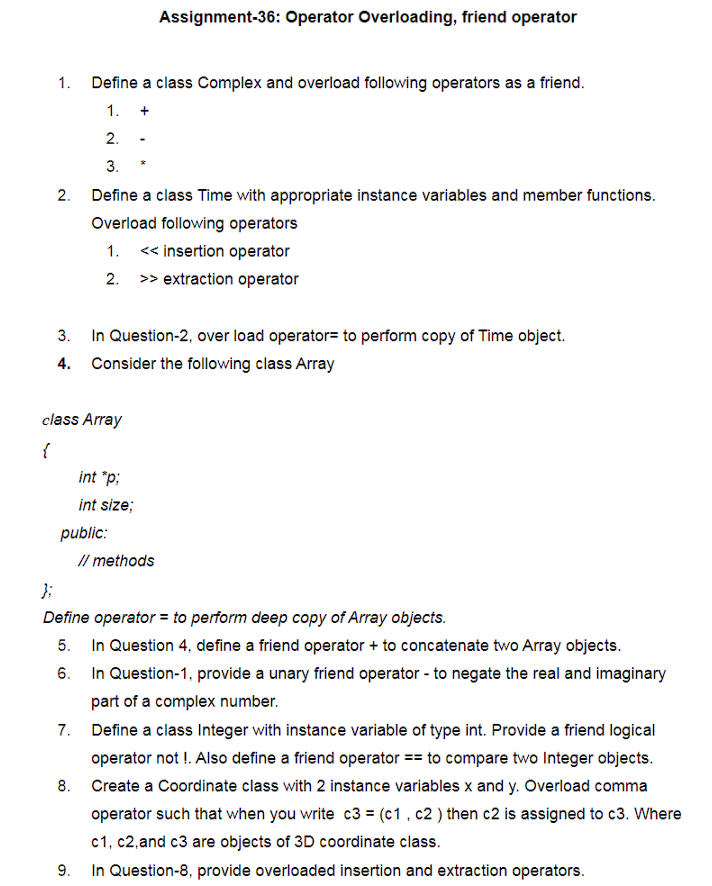 Assignment-36: Operator Overloading, friend operator
1. Define a class Complex and overload following operators as a friend.
1. +
2. -
3. *
2. Define a class Time with appropriate instance variables and member functions.
Overload following operators
1. << insertion operator
2. >> extraction operator
3. In Question-2, over load operator= to perform copy of Time object.
4. Consider the following class Array
class Array
{
int *p;
int size;
public:
// methods
};
Define operator = to perform deep copy of Array objects.
5. In Question 4, define a friend operator + to concatenate two Array objects.
6. In Question-1, provide a unary friend operator - to negate the real and imaginary
part of a complex number.
7. Define a class Integer with instance variable of type int. Provide a friend logical
operator not !. Also define a friend operator == to compare two Integer objects.
8. Create a Coordinate class with 2 instance variables x and y. Overload comma
operator such that when you write c3 = (c1 , c2 ) then c2 is assigned to c3. Where
c1, c2,and c3 are objects of 3D coordinate class.
9. In Question-8, provide overloaded insertion and extraction operators.